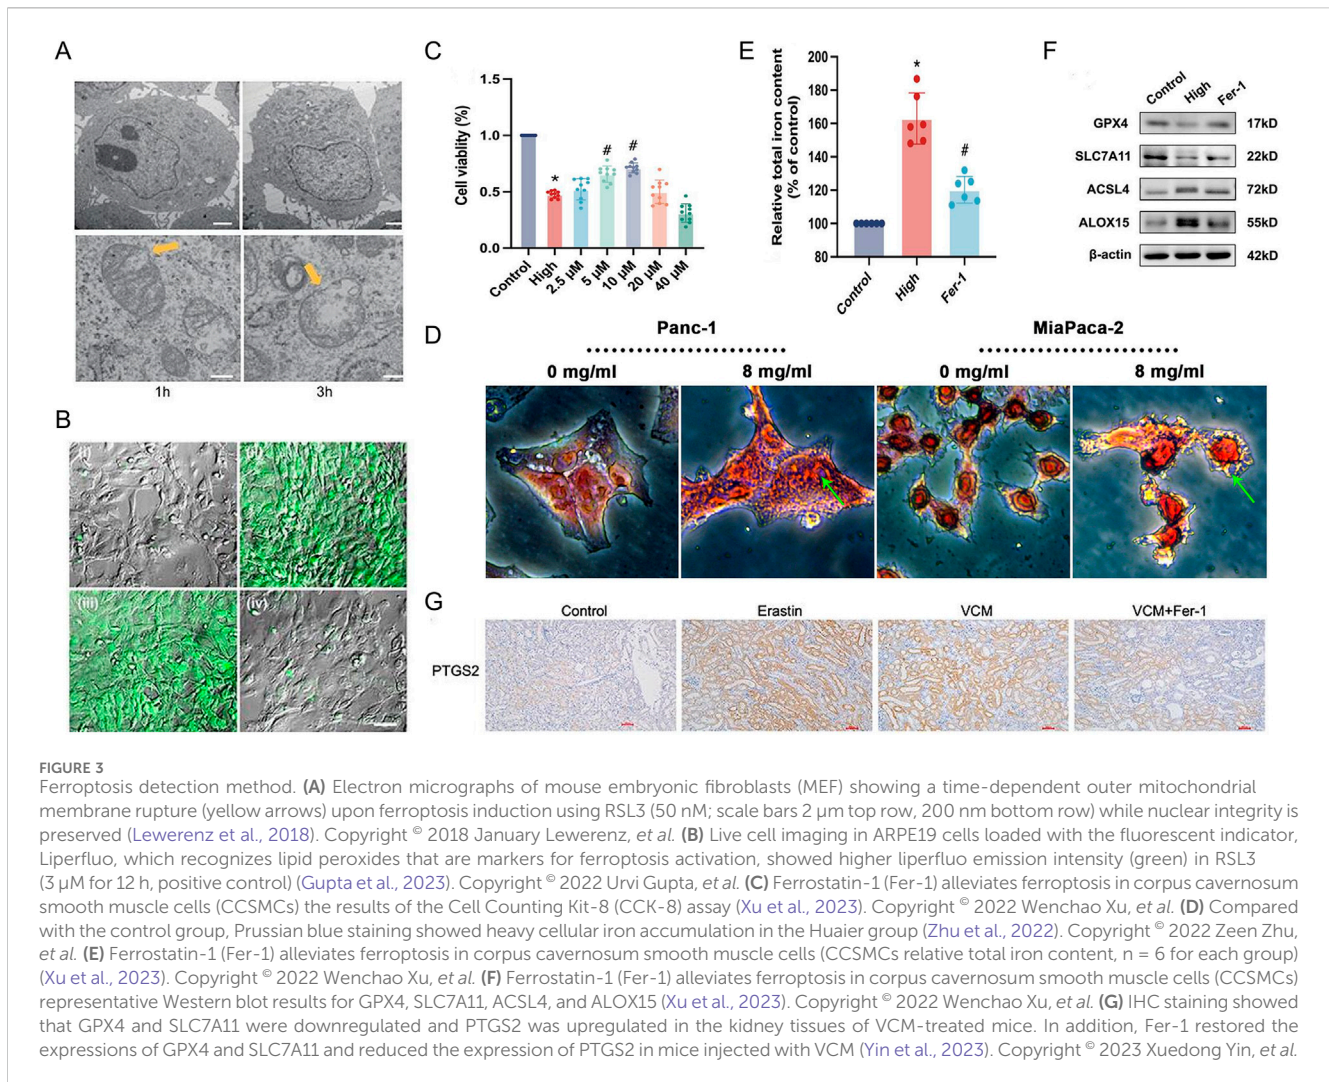 A
1h
3h
B
(iii)
(iv)
C
Cell viability (%)
1.5
1.0
0.5
0.0
*
#
#
Control
High
2.5 µM
5 µM
10 µM
20 µM
40 µM
E
Relative total iron content
(% of control)
200
180
160
140
120
100
80
*
#
Control
High
Fer-1
F
Control
High
Fer-1
GPX4
17kD
SLC7A11
22kD
ACSL4
72kD
ALOX15
55kD
β-actin
42kD
D
Panc-1
MiaPaca-2
0 mg/ml
8 mg/ml
0 mg/ml
8 mg/ml
G
Control
Erastin
VCM
VCM+Fer-1
PTGS2
FIGURE 3
Ferroptosis detection method. (A) Electron micrographs of mouse embryonic fibroblasts (MEF) showing a time-dependent outer mitochondrial
membrane rupture (yellow arrows) upon ferroptosis induction using RSL3 (50 nM; scale bars 2 µm top row, 200 nm bottom row) while nuclear integrity is
preserved (Lewerenz et al., 2018). Copyright © 2018 January Lewerenz, et al. (B) Live cell imaging in ARPE19 cells loaded with the fluorescent indicator,
Liperfluo, which recognizes lipid peroxides that are markers for ferroptosis activation, showed higher liperfluo emission intensity (green) in RSL3
(3 µM for 12 h, positive control) (Gupta et al., 2023). Copyright © 2022 Urvi Gupta, et al. (C) Ferrostatin-1 (Fer-1) alleviates ferroptosis in corpus cavernosum
smooth muscle cells (CCSMCs) the results of the Cell Counting Kit-8 (CCK-8) assay (Xu et al., 2023). Copyright © 2022 Wenchao Xu, et al. (D) Compared
with the control group, Prussian blue staining showed heavy cellular iron accumulation in the Huaier group (Zhu et al., 2022). Copyright © 2022 Zeen Zhu,
et al. (E) Ferrostatin-1 (Fer-1) alleviates ferroptosis in corpus cavernosum smooth muscle cells (CCSMCs relative total iron content, n = 6 for each group)
(Xu et al., 2023). Copyright © 2022 Wenchao Xu, et al. (F) Ferrostatin-1 (Fer-1) alleviates ferroptosis in corpus cavernosum smooth muscle cells (CCSMCs)
representative Western blot results for GPX4, SLC7A11, ACSL4, and ALOX15 (Xu et al., 2023). Copyright © 2022 Wenchao Xu, et al. (G) IHC staining showed
that GPX4 and SLC7A11 were downregulated and PTGS2 was upregulated in the kidney tissues of VCM-treated mice. In addition, Fer-1 restored the
expressions of GPX4 and SLC7A11 and reduced the expression of PTGS2 in mice injected with VCM (Yin et al., 2023). Copyright © 2023 Xuedong Yin, et al.